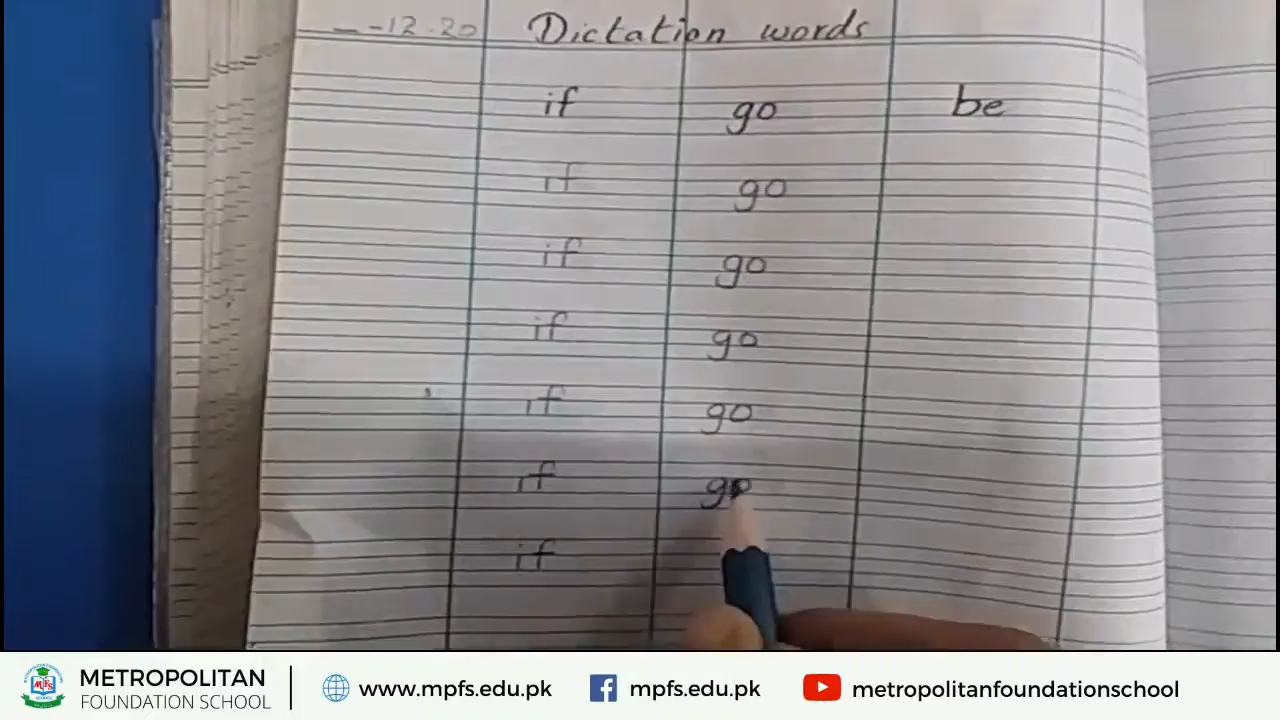 _ -12-20 Dictation words
if go be
if go
if go
if go
if go
if go
if
METROPOLITAN
FOUNDATION SCHOOL
www.mpfs.edu.pk mpfs.edu.pk metropolitanfoundationschool